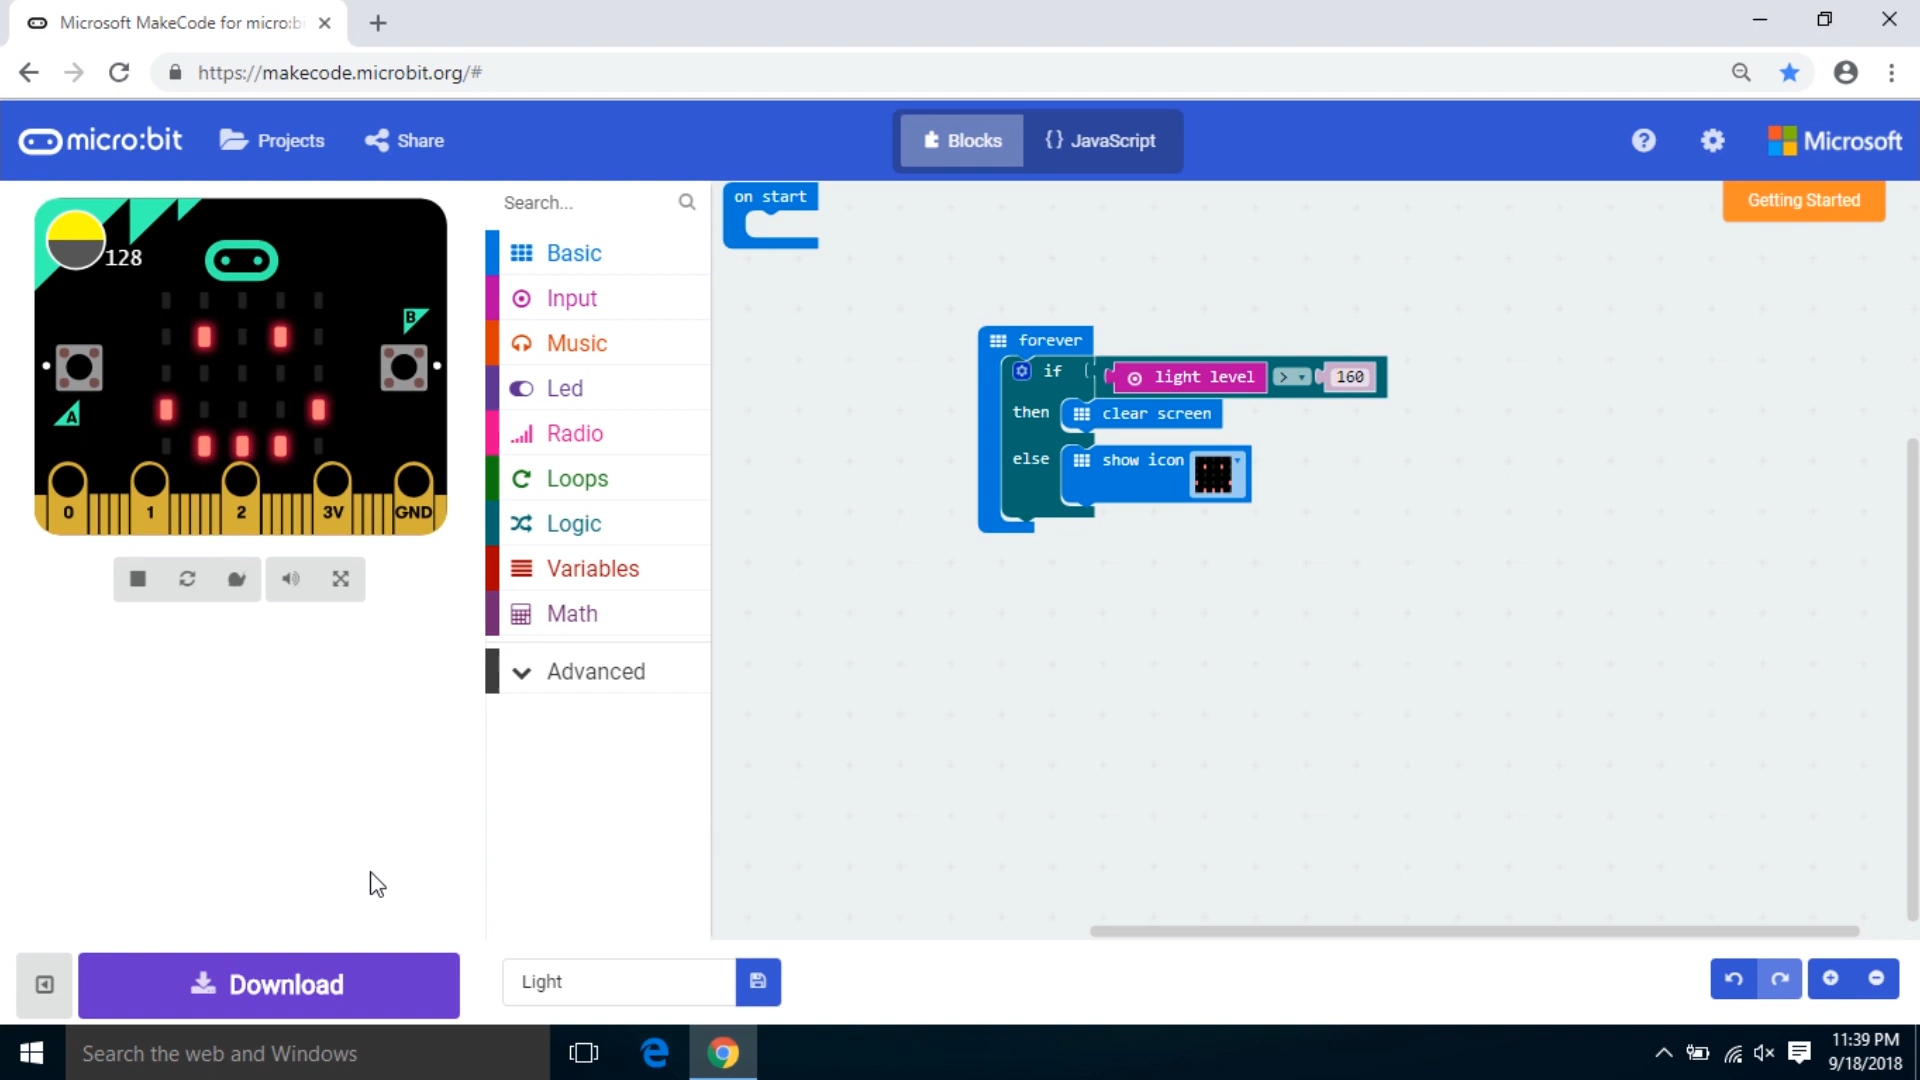 Microsoft MakeCode for micro:bi
https://makecode.microbit.org/#
micro:bit
Projects
Share
Blocks
{} JavaScript
Microsoft
Search...
on start
Getting Started
128
B
A
0 1 2 3V GND
Basic
Input
Music
Led
Radio
Loops
Logic
Variables
Math
Advanced
forever
if light level > 160
then clear screen
else show icon
Download
Light
Search the web and Windows
11:39 PM
9/18/2018